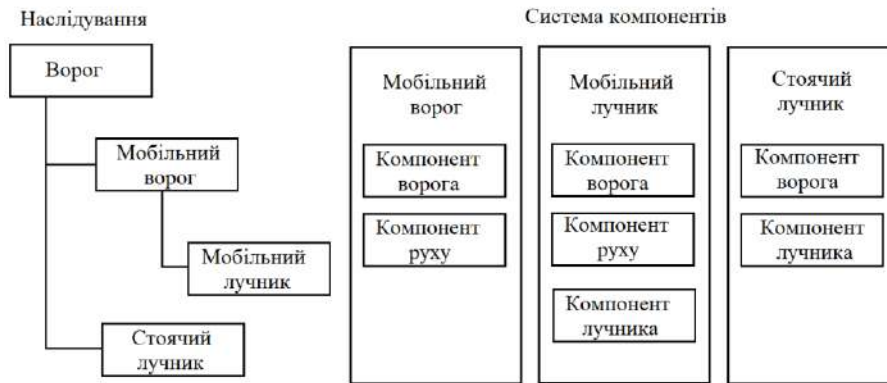 Наслідування
Ворог
Мобільний
ворог
Мобільний
лучник
Стоячий
лучник
Система компонентів
Мобільний
ворог
Компонент
ворога
Компонент
руху
Мобільний
лучник
Компонент
ворога
Компонент
руху
Компонент
лучника
Стоячий
лучник
Компонент
ворога
Компонент
лучника